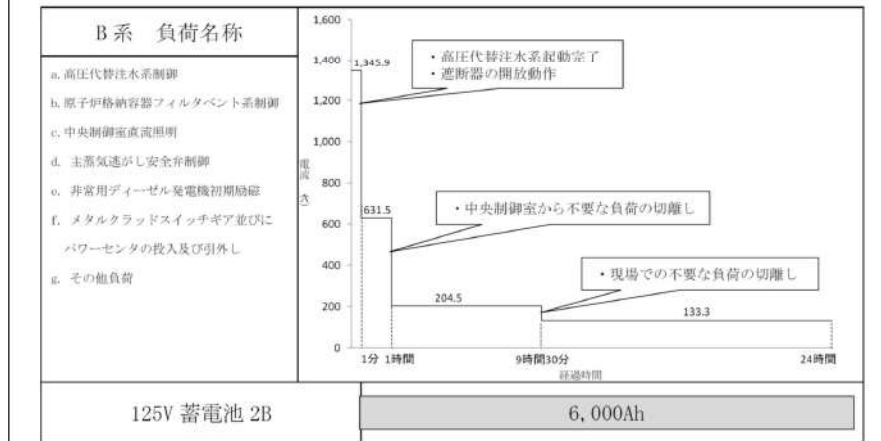 B系 負荷名称
a. 高圧代替注水系制御
b. 原子炉格納容器フィルタベント系制御
c. 中央制御室直流照明
d. 主蒸気逃がし安全弁制御
e. 非常用ディーゼル発電機初期励磁
f. メタルクラッドスイッチギア並びに
パワーセンタの投入及び引外し
g. その他負荷
電流(A)
1,600
1,400
1,200
1,000
800
600
400
200
0
1,345.9
・高圧代替注水系起動完了
・遮断器の開放動作
631.5
・中央制御室から不要な負荷の切離し
204.5
・現場での不要な負荷の切離し
133.3
1分 1時間 9時間30分 24時間
経過時間
125V 蓄電池 2B
6,000Ah